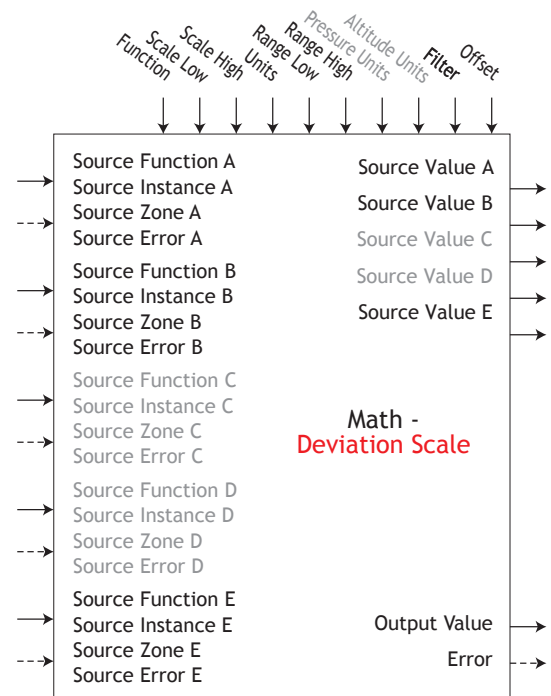 Function
Scale Low
Scale High
Units
Range Low
Range High
Pressure Units
Altitude Units
Filter
Offset
Source Function A
Source Instance A
Source Zone A
Source Error A
Source Function B
Source Instance B
Source Zone B
Source Error B
Source Function C
Source Instance C
Source Zone C
Source Error C
Source Function D
Source Instance D
Source Zone D
Source Error D
Source Function E
Source Instance E
Source Zone E
Source Error E
Source Value A
Source Value B
Source Value C
Source Value D
Source Value E
Math -
Deviation Scale
Output Value
Error